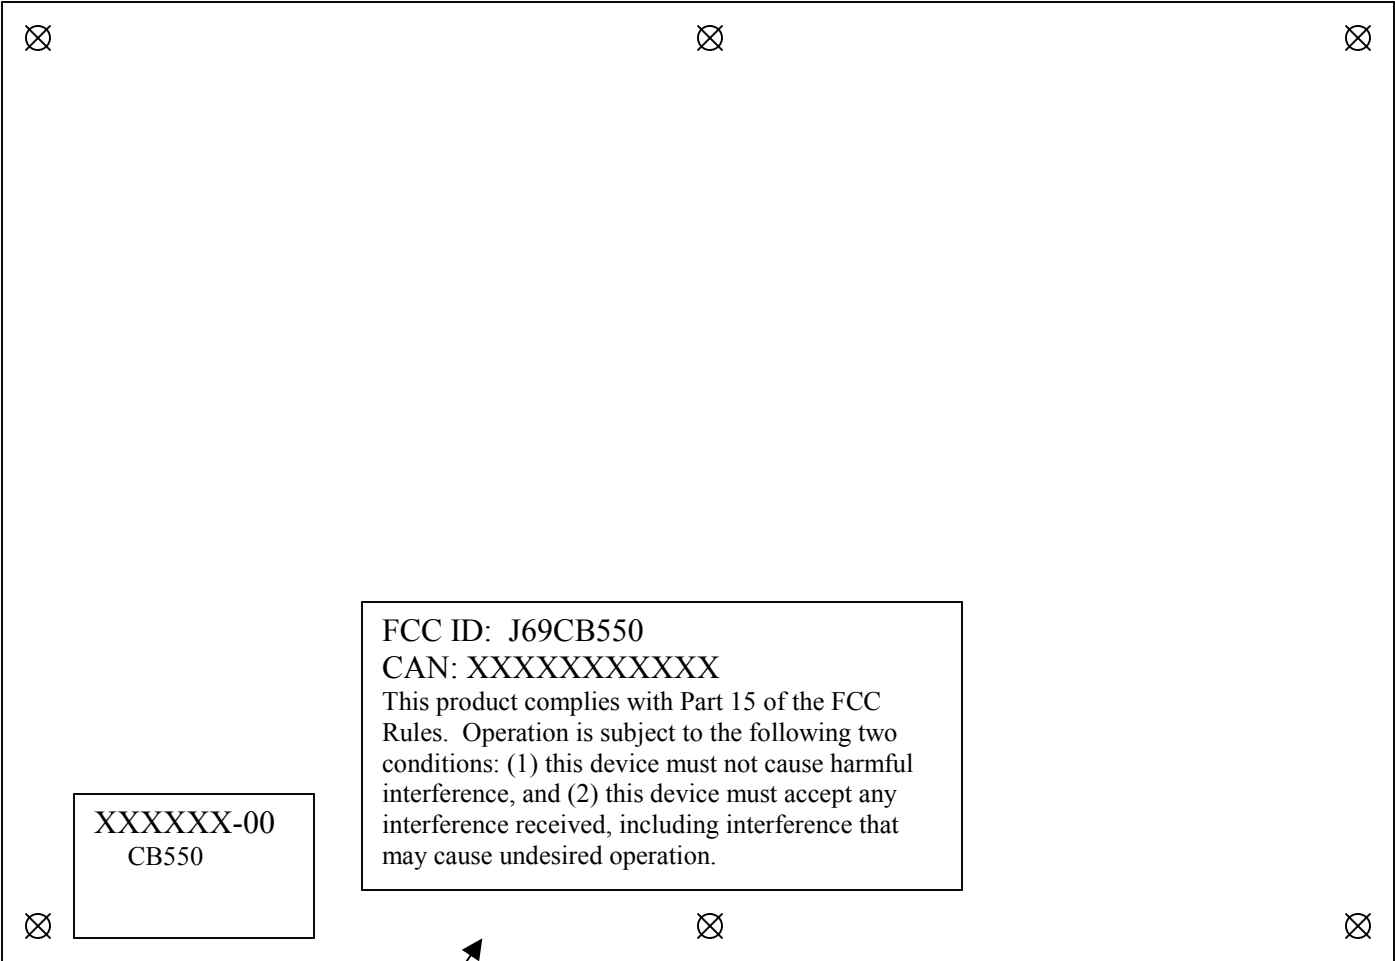 FCC ID:  J69CB550
CAN: XXXXXXXXXXX
This product complies with Part 15 of the FCC
Rules.  Operation is subject to the following two
conditions: (1) this device must not cause harmful
interference, and (2) this device must accept any
interference received, including interference that
may cause undesired operation.
XXXXXX-00
CB550